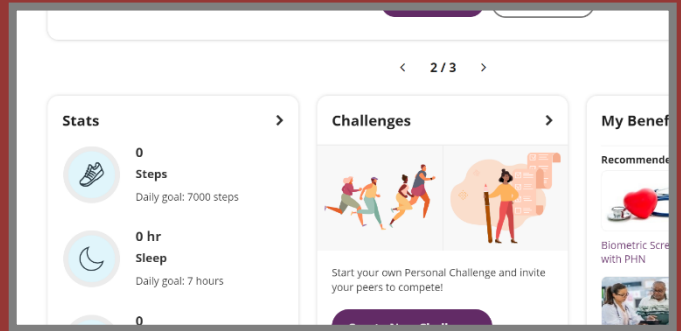 2 / 3
Stats
0
Steps
Daily goal: 7000 steps
0 hr
Sleep
Daily goal: 7 hours
0
Challenges
Start your own Personal Challenge and invite
your peers to compete!
My Benef
Recommende
Biometric Scre
with PHN